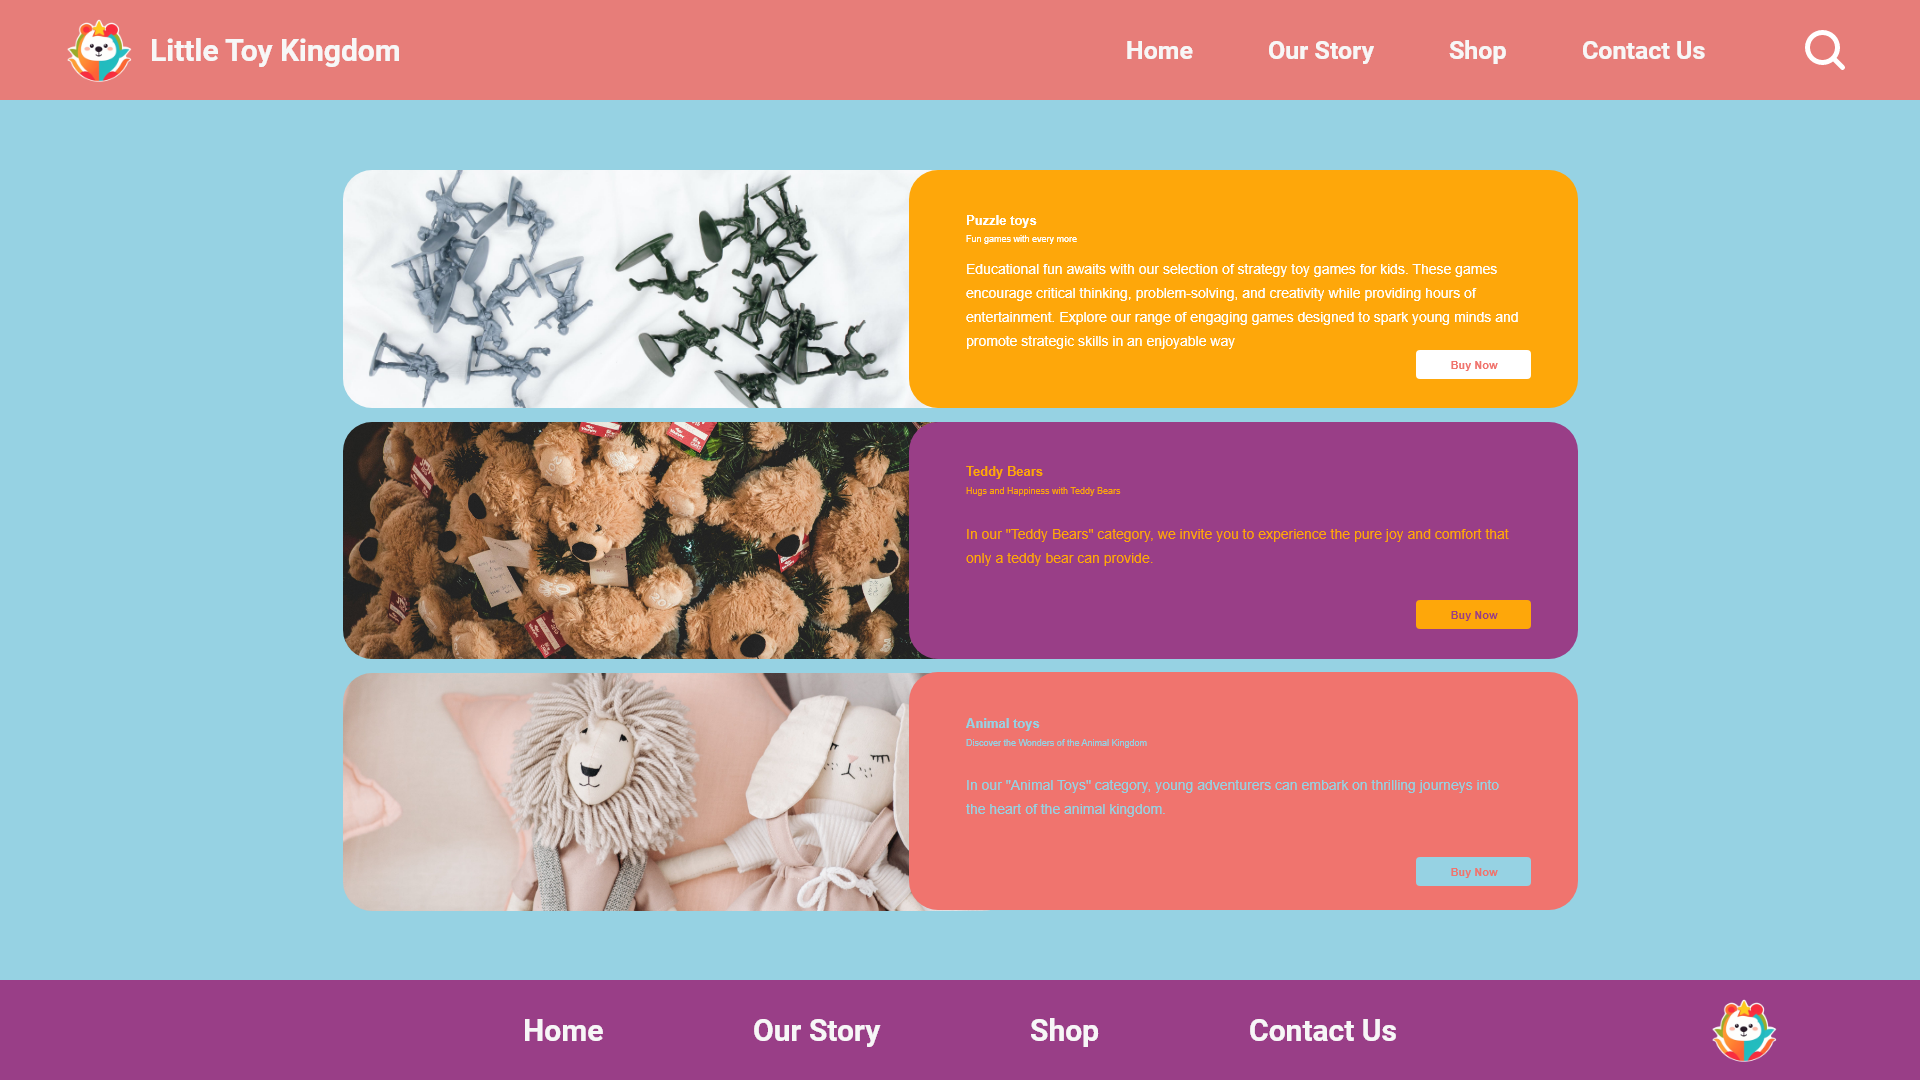 Little Toy Kingdom
Home
Our Story
Shop
Contact Us
Puzzle toys
Fun games with every more
Educational fun awaits with our selection of strategy toy games for kids. These games
encourage critical thinking, problem-solving, and creativity while providing hours of
entertainment. Explore our range of engaging games designed to spark young minds and
promote strategic skills in an enjoyable way
Buy Now
Teddy Bears
Hugs and Happiness with Teddy Bears
In our "Teddy Bears" category, we invite you to experience the pure joy and comfort that
only a teddy bear can provide.
Buy Now
Animal toys
Discover the Wonders of the Animal Kingdom
In our "Animal Toys" category, young adventurers can embark on thrilling journeys into
the heart of the animal kingdom.
Buy Now
Home
Our Story
Shop
Contact Us